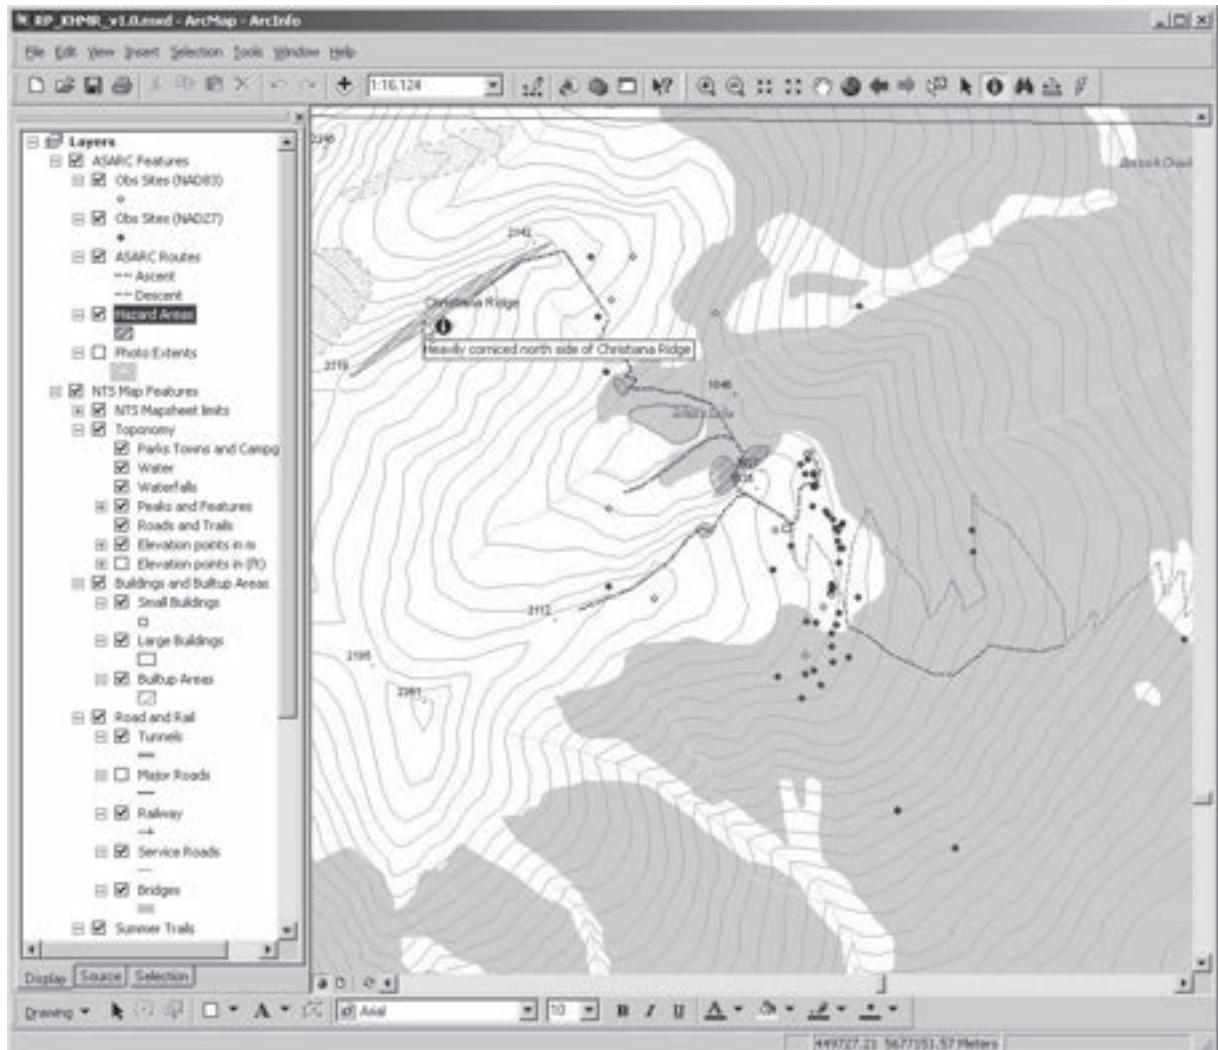 RP_KHMR_v1.0.mxd - ArcMap - ArcInfo
File Edit View Insert Selection Tools Window Help
1:16,124
Layers
ASARC Features
Obs Sites (NAD83)
Obs Sites (NAD27)
ASARC Routes
Ascent
Descent
Hazard Areas
Photo Extents
NTS Map Features
NTS Mapsheet limits
Toponomy
Parks Towns and Campg
Water
Waterfalls
Peaks and Features
Roads and Trails
Elevation points in m
Elevation points in (ft)
Buildings and Builtup Areas
Small Buildings
Large Buildings
Builtup Areas
Road and Rail
Tunnels
Major Roads
Railway
Service Roads
Bridges
Summer Trails
Display Source Selection
2142
Christiana Ridge
Heavily corniced north side of Christiana Ridge
2112
2195
Drawing
A
Arial
10
B I U
A
449727.21 5677151.57 Meters